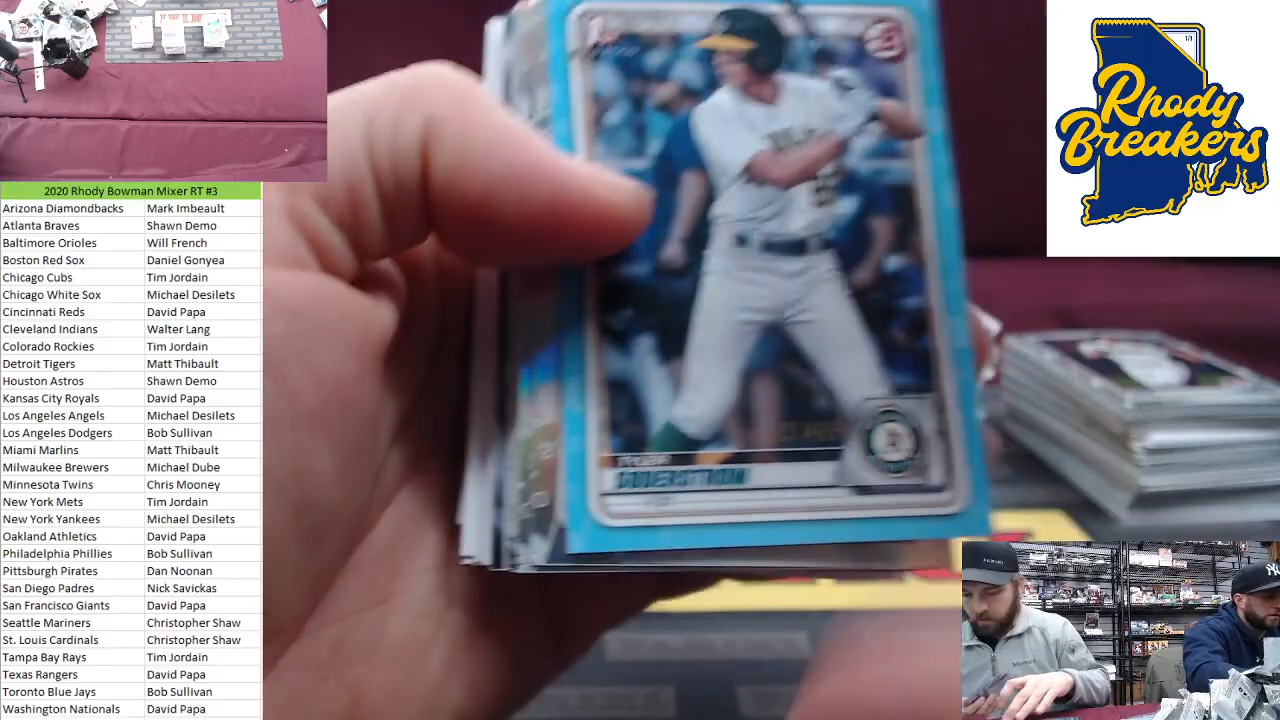 1/1
Rhody
Breakers
2020 Rhody Bowman Mixer RT #3
Arizona Diamondbacks Mark Imbeault
Atlanta Braves Shawn Demo
Baltimore Orioles Will French
Boston Red Sox Daniel Gonyea
Chicago Cubs Tim Jordain
Chicago White Sox Michael Desilets
Cincinnati Reds David Papa
Cleveland Indians Walter Lang
Colorado Rockies Tim Jordain
Detroit Tigers Matt Thibault
Houston Astros Shawn Demo
Kansas City Royals David Papa
Los Angeles Angels Michael Desilets
Los Angeles Dodgers Bob Sullivan
Miami Marlins Matt Thibault
Milwaukee Brewers Michael Dube
Minnesota Twins Chris Mooney
New York Mets Tim Jordain
New York Yankees Michael Desilets
Oakland Athletics David Papa
Philadelphia Phillies Bob Sullivan
Pittsburgh Pirates Dan Noonan
San Diego Padres Nick Savickas
San Francisco Giants David Papa
Seattle Mariners Christopher Shaw
St. Louis Cardinals Christopher Shaw
Tampa Bay Rays Tim Jordain
Texas Rangers David Papa
Toronto Blue Jays Bob Sullivan
Washington Nationals David Papa